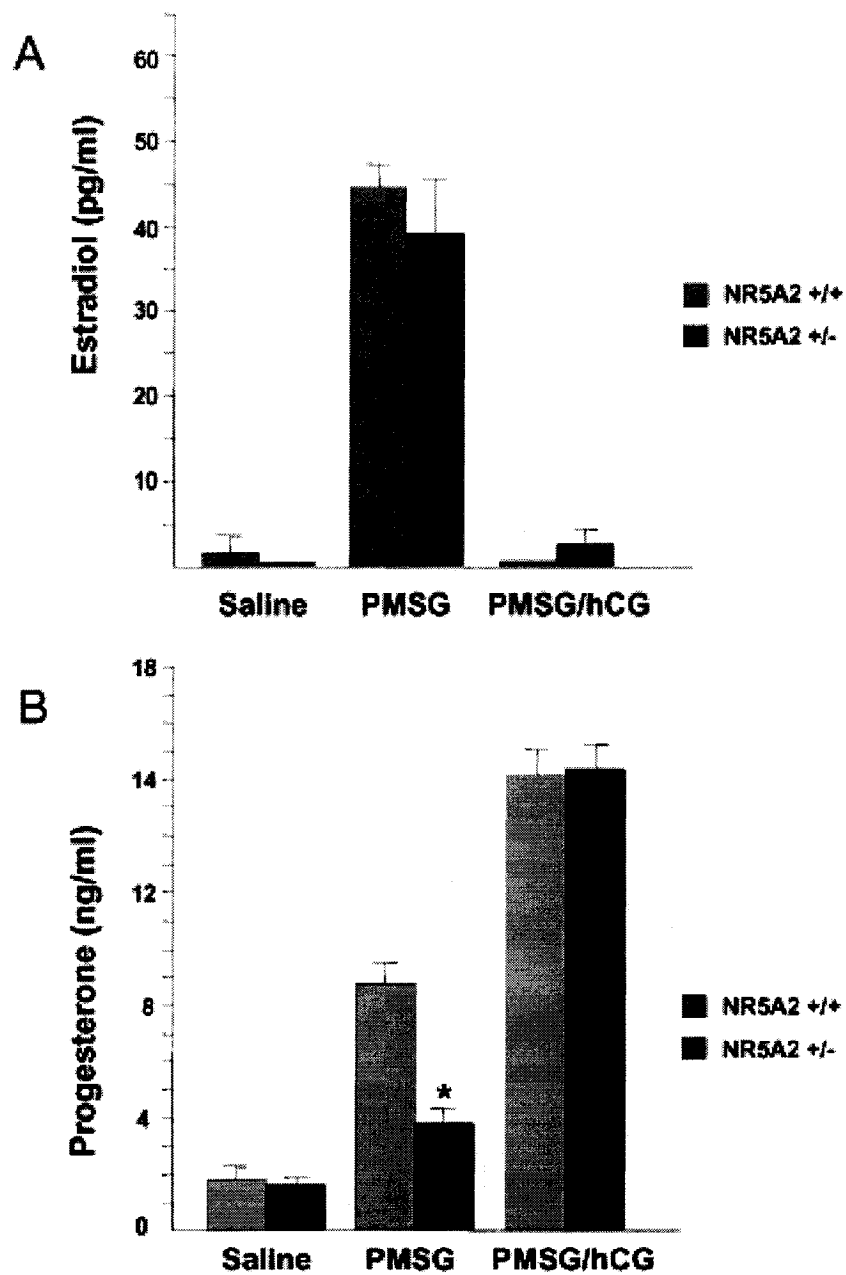 A
Estradiol (pg/ml)
60
50
40
30
20
10
NR5A2 +/+
NR5A2 +/-
Saline PMSG PMSG/hCG
B
Progesterone (ng/ml)
18
14
12
8
4
0
*
NR5A2 +/+
NR5A2 +/-
Saline PMSG PMSG/hCG